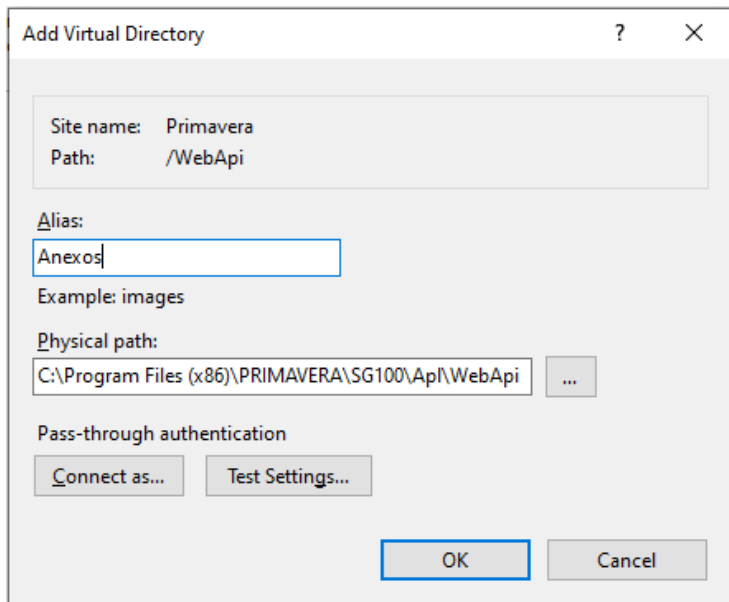 Add Virtual Directory
?
Site name: Primavera
Path: /WebApi
Alias:
Anexos
Example: images
Physical path:
C:\Program Files (x86)\PRIMAVERA\SG100\Apl\WebApi
...
Pass-through authentication
Connect as...
Test Settings...
OK
Cancel